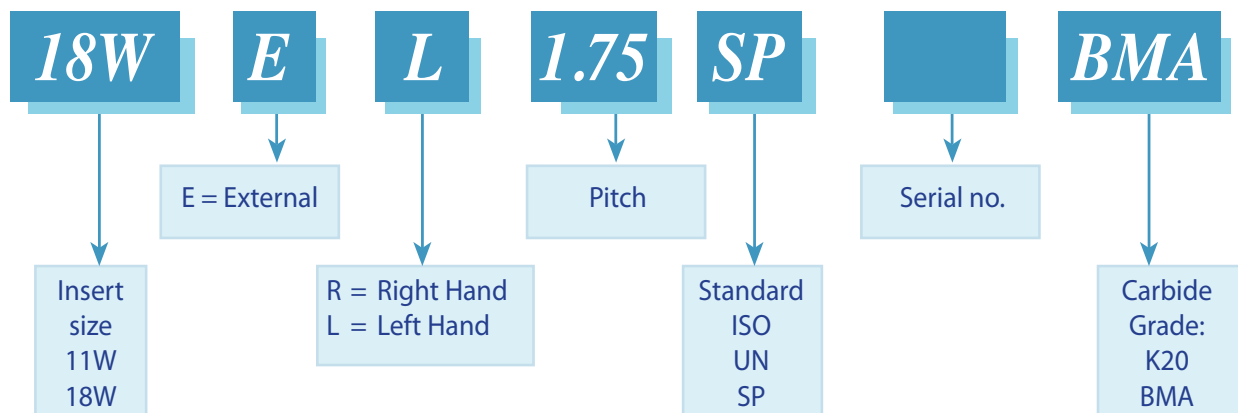 18W E L 1.75 SP BMA
E = External
Pitch
Serial no.
Insert
size
11W
18W
R = Right Hand
L = Left Hand
Standard
ISO
UN
SP
Carbide
Grade:
K20
BMA